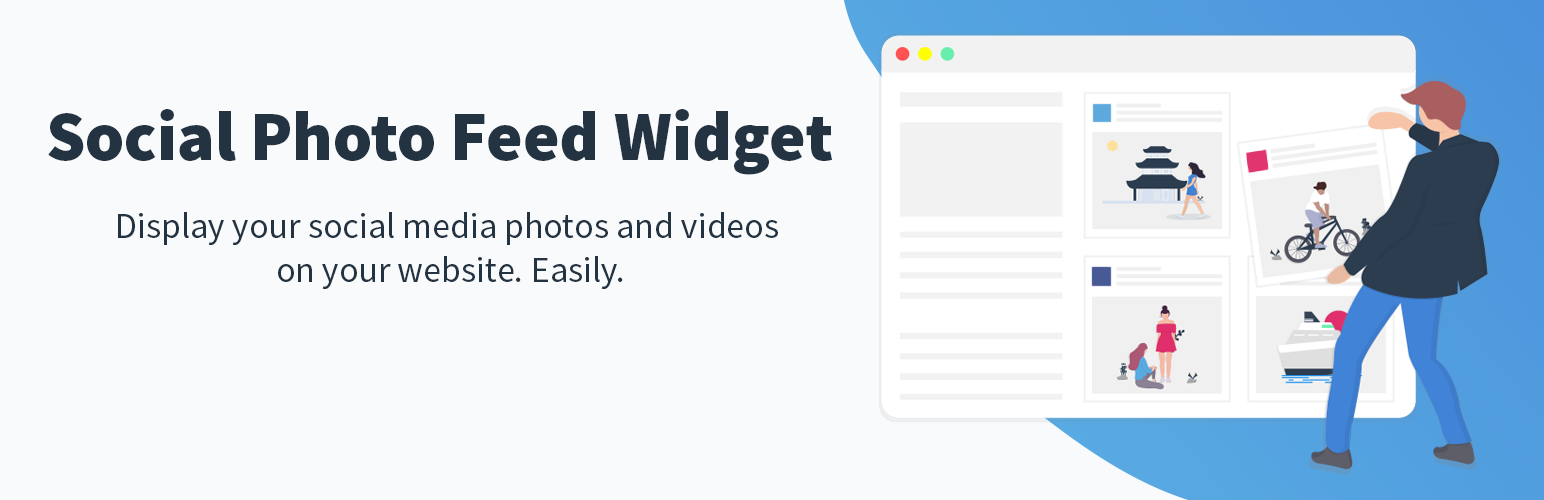 Social Photo Feed Widget
Display your social media photos and videos
on your website. Easily.